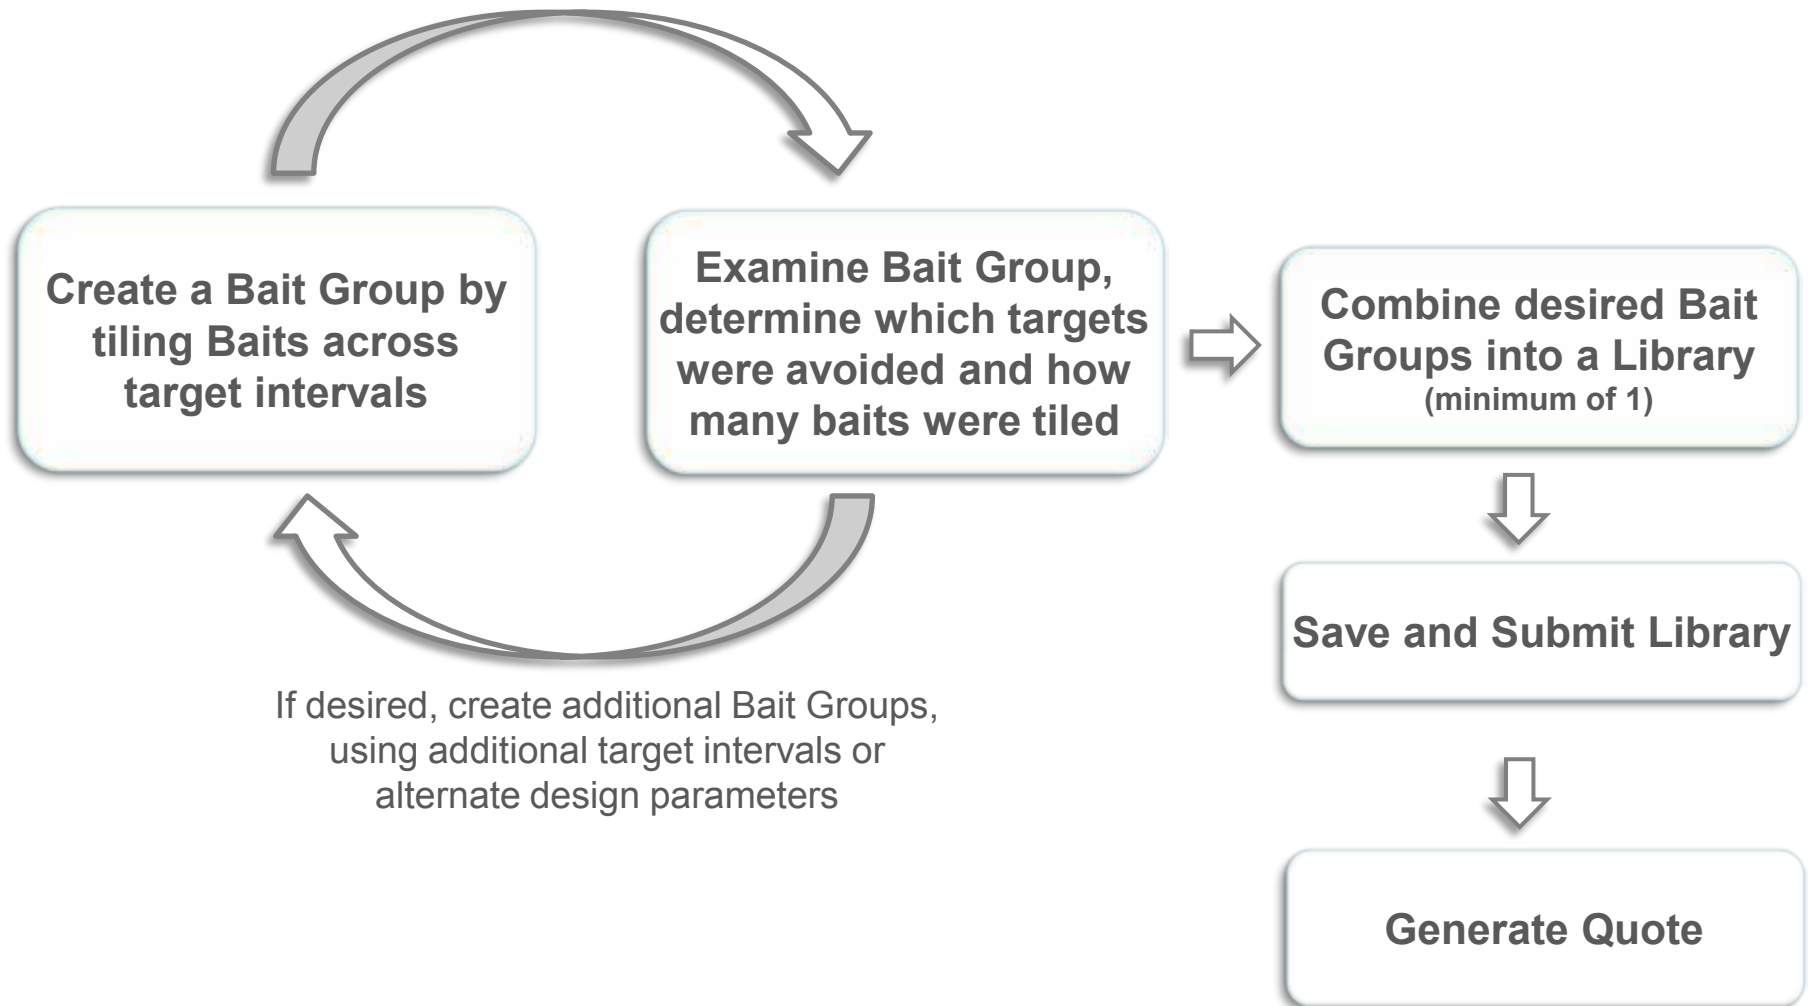 Create a Bait Group by
tiling Baits across
target intervals
Examine Bait Group,
determine which targets
were avoided and how
many baits were tiled
Combine desired Bait
Groups into a Library
(minimum of 1)
Save and Submit Library
If desired, create additional Bait Groups,
using additional target intervals or
alternate design parameters
Generate Quote